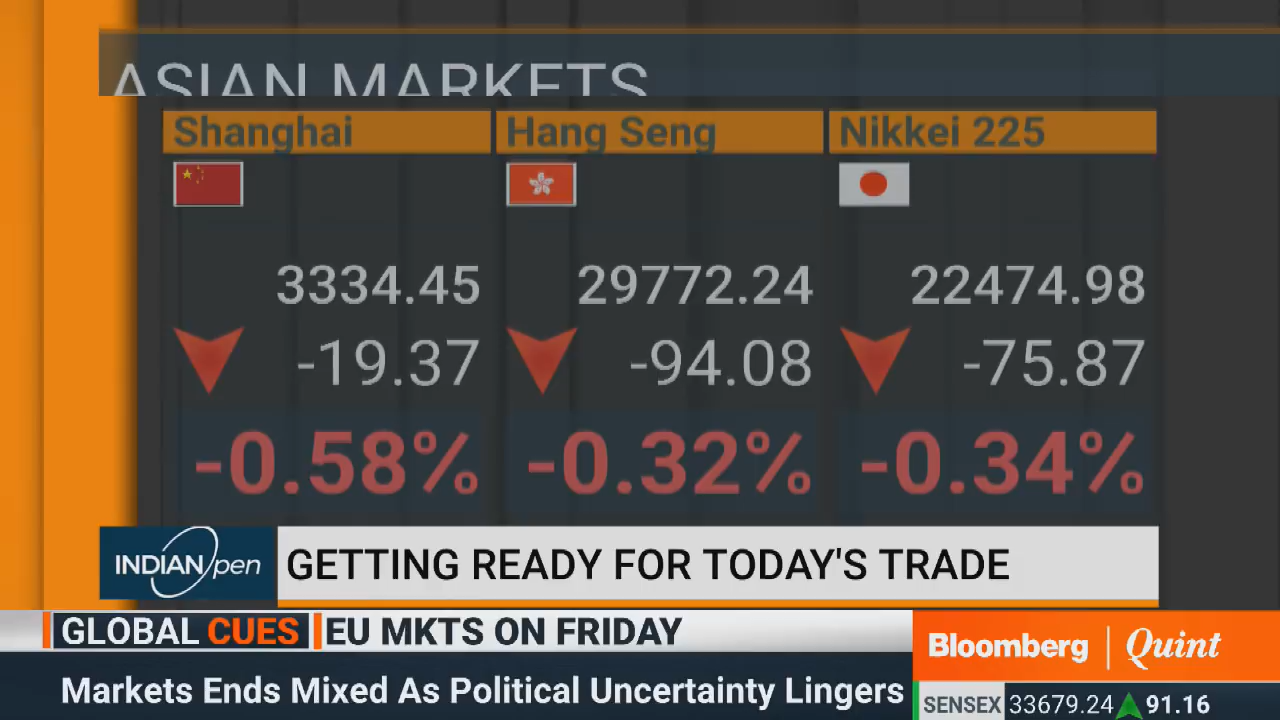 ASIAN MARKETS
Shanghai
Hang Seng
Nikkei 225
3334.45
29772.24
22474.98
-19.37
-94.08
-75.87
-0.58%
-0.32%
-0.34%
INDIAN Open
GETTING READY FOR TODAY'S TRADE
GLOBAL CUES
EU MKTS ON FRIDAY
Markets Ends Mixed As Political Uncertainty Lingers
Bloomberg | Quint
SENSEX 33679.24 91.16